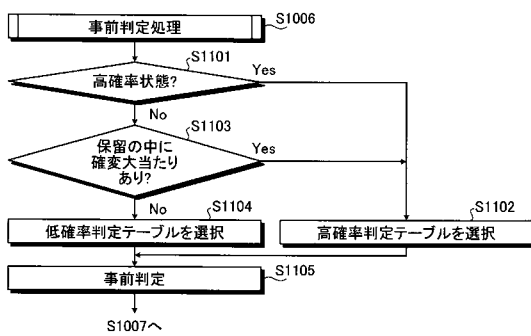 事前判定処理
S1006
S1101
高確率状態?
Yes
No
S1103
保留の中に
確変大当たり
あり?
Yes
No
S1104
低確率判定テーブルを選択
S1102
高確率判定テーブルを選択
S1105
事前判定
S1007へ